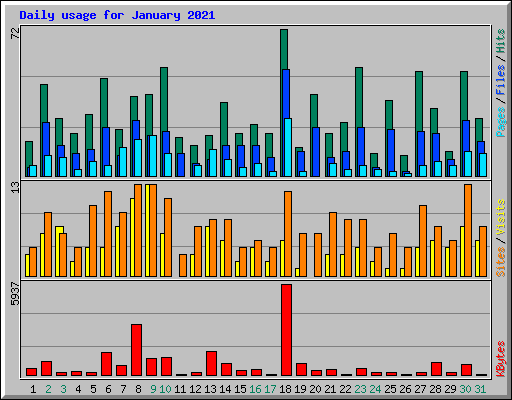 Daily usage for January 2021
72
Pages / Files / Hits
13
Sites / Visits
5937
KBytes
1 2 3 4 5 6 7 8 9 10 11 12 13 14 15 16 17 18 19 20 21 22 23 24 25 26 27 28 29 30 31